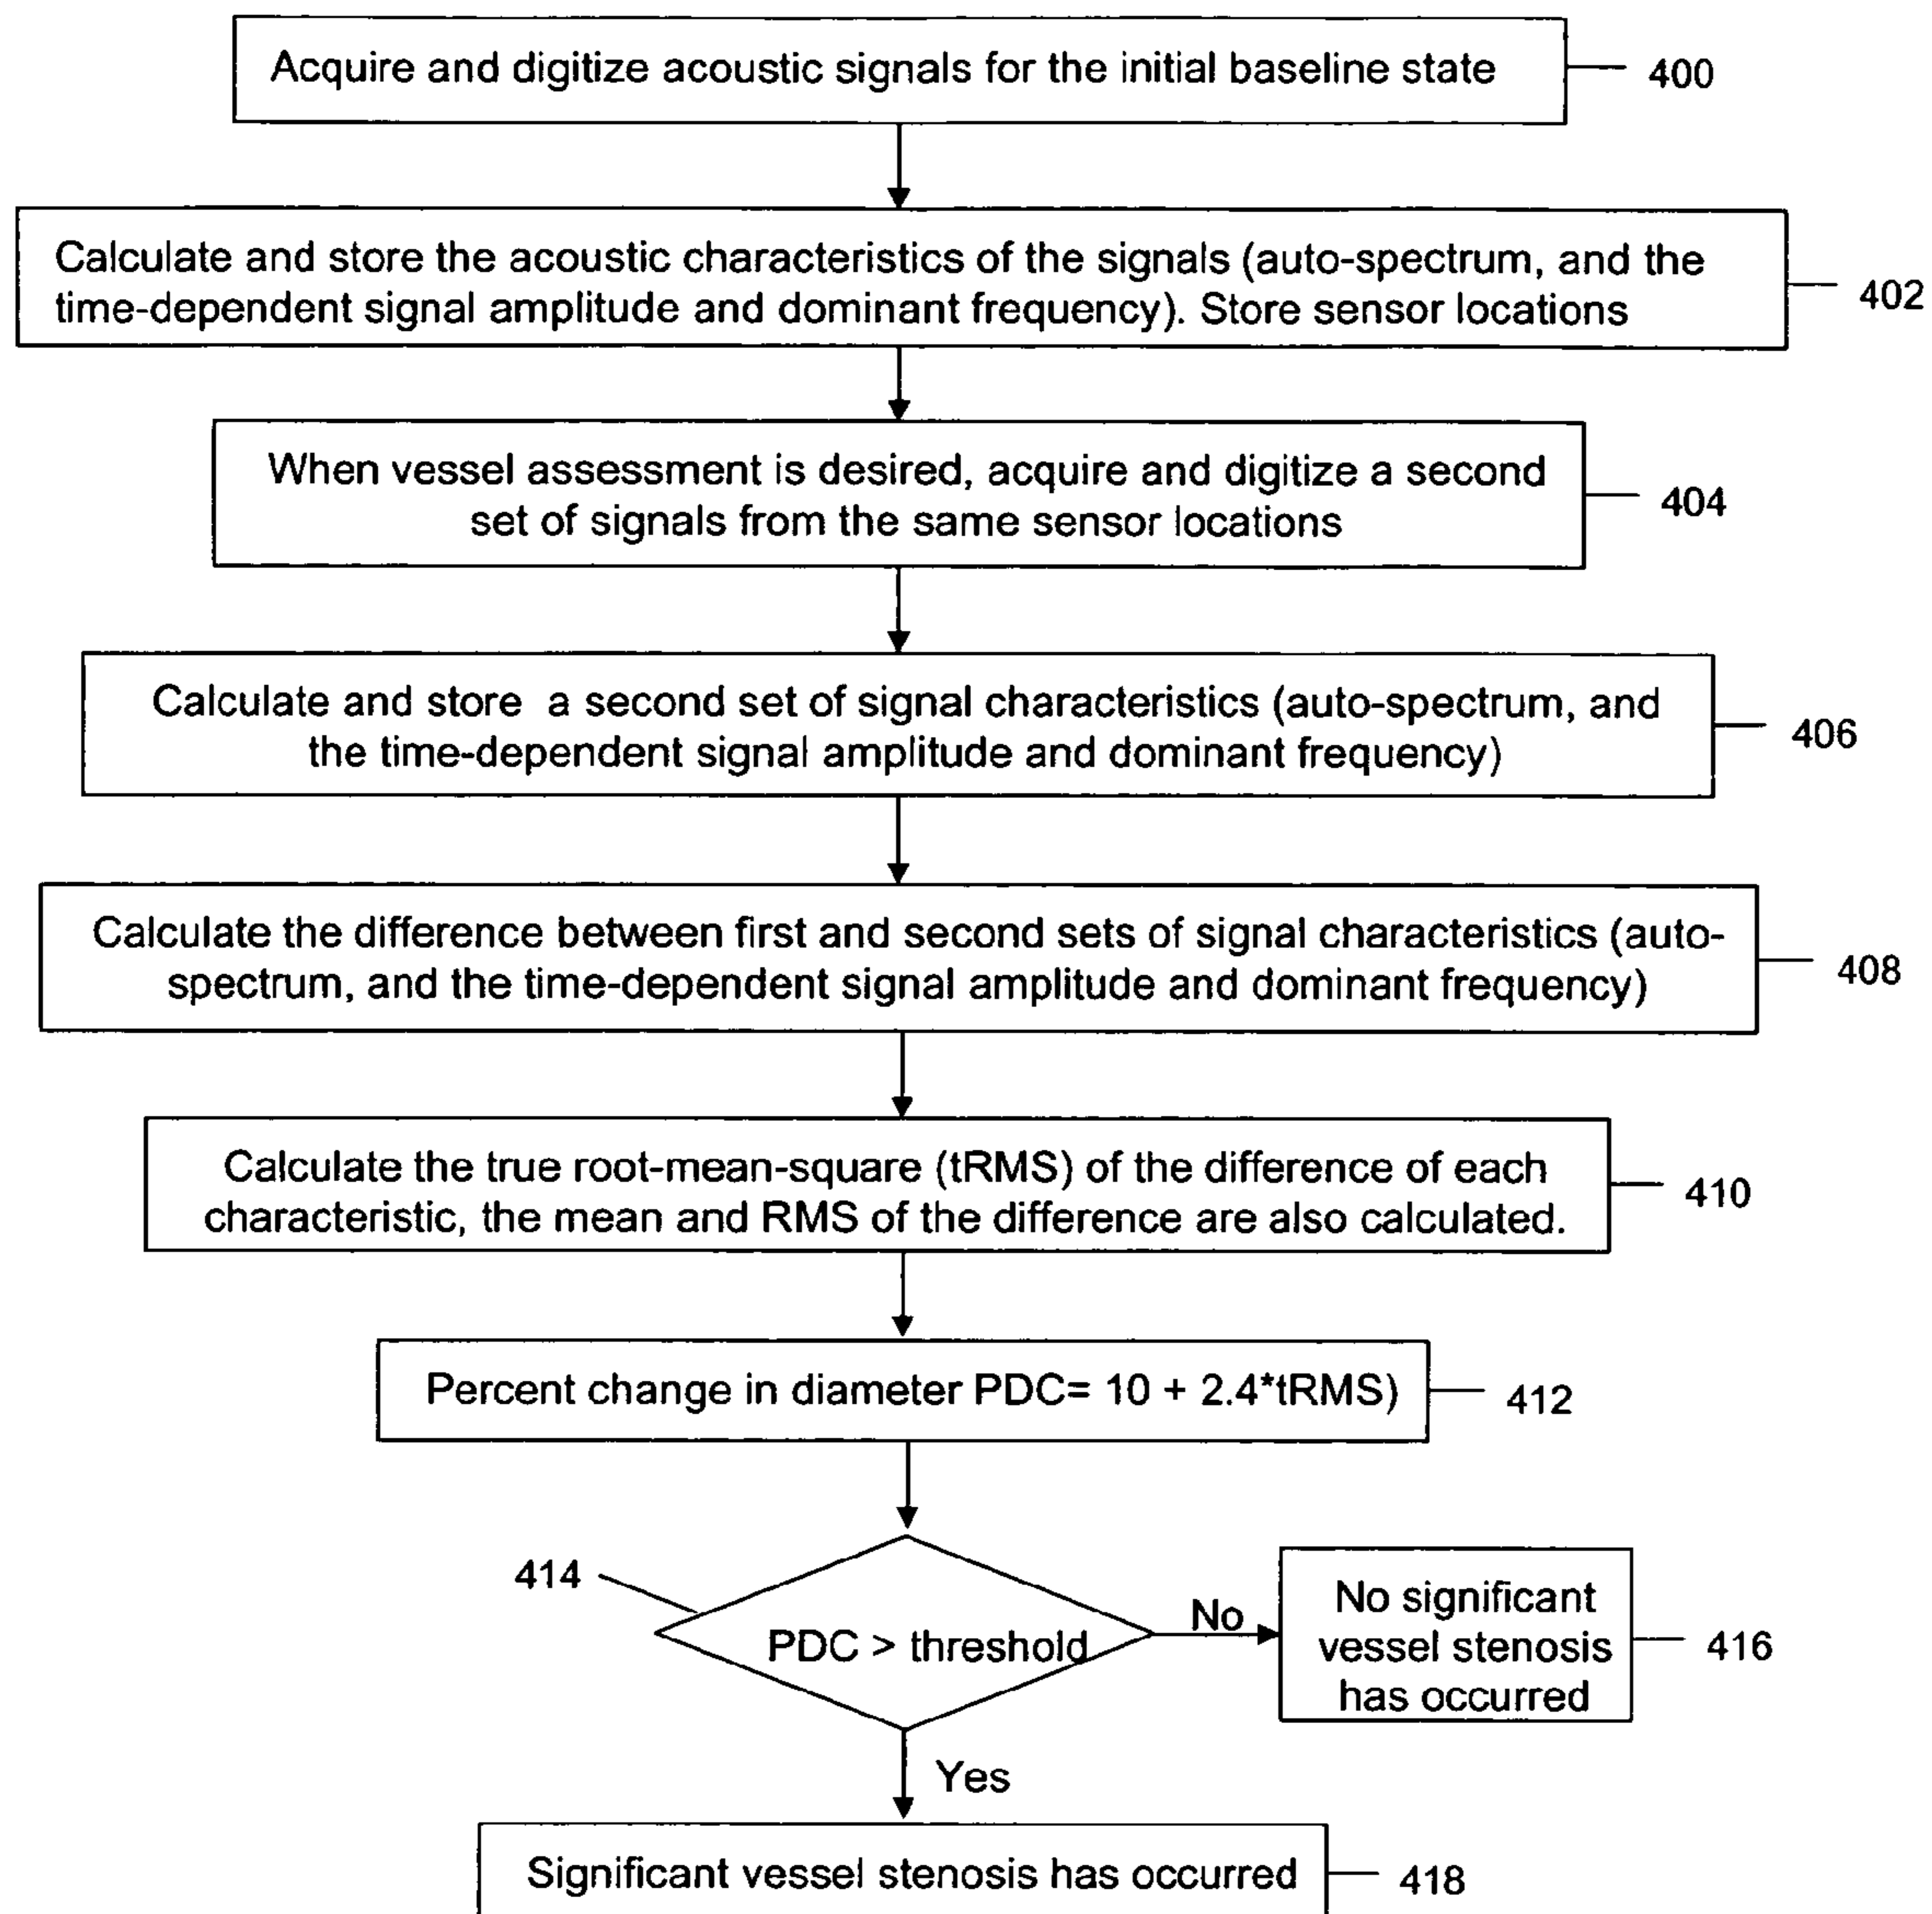 Acquire and digitize acoustic signals for the initial baseline state
400
Calculate and store the acoustic characteristics of the signals (auto-spectrum, and the
time-dependent signal amplitude and dominant frequency). Store sensor locations
402
When vessel assessment is desired, acquire and digitize a second
set of signals from the same sensor locations
404
Calculate and store a second set of signal characteristics (auto-spectrum, and
the time-dependent signal amplitude and dominant frequency)
406
Calculate the difference between first and second sets of signal characteristics (auto-
spectrum, and the time-dependent signal amplitude and dominant frequency)
408
Calculate the true root-mean-square (tRMS) of the difference of each
characteristic, the mean and RMS of the difference are also calculated.
410
Percent change in diameter PDC= 10 + 2.4*tRMS)
412
414
PDC > threshold
No
No significant
vessel stenosis
has occurred
416
Yes
Significant vessel stenosis has occurred
418